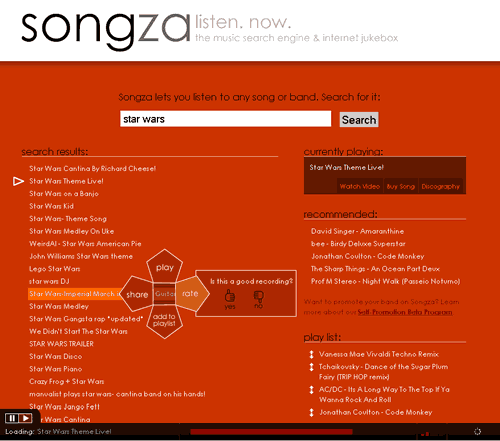 songza listen. now.
the music search engine & internet jukebox
Songza lets you listen to any song or band. Search for it:
star wars
Search
search results:
Star Wars Cantina By Richard Cheese!
Star Wars Theme Live!
Star Wars on a Banjo
Star Wars Kid
Star Wars- Theme Song
Star Wars Medley On Uke
WeirdAl - Star Wars American Pie
John Williams Star Wars theme
Lego Star Wars
star wars DJ
Star Wars-Imperial March
Star Wars Medley
Star Wars Gangsta rap *updated*
We Didn't Start The Star Wars
STAR WARS TRAILER
Star Wars Disco
Star Wars Piano
Crazy Frog + Star Wars
manualist plays star wars- cantina band on his hands!
Star Wars Jango Fett
Star Wars Cantina
play
share
rate
add to
playlist
Is this a good recording?
yes
no
currently playing:
Star Wars Theme Live!
Watch Video
Buy Song
Discography
recommended:
David Singer - Amaranthine
bee - Birdy Deluxe Superstar
Jonathan Coulton - Code Monkey
The Sharp Things - An Ocean Part Deux
Prof M Stereo - Night Walk (Passeio Noturno)
Want to promote your band on Songza? Learn
more about our Self-Promotion Beta Program
play list:
Vanessa Mae Vivaldi Techno Remix
Tchaikovsky - Dance of the Sugar Plum
Fairy (TRIP HOP remix)
AC/DC - Its A Long Way To The Top If Ya
Wanna Rock And Roll
Jonathan Coulton - Code Monkey
Loading: Star Wars Theme Live!